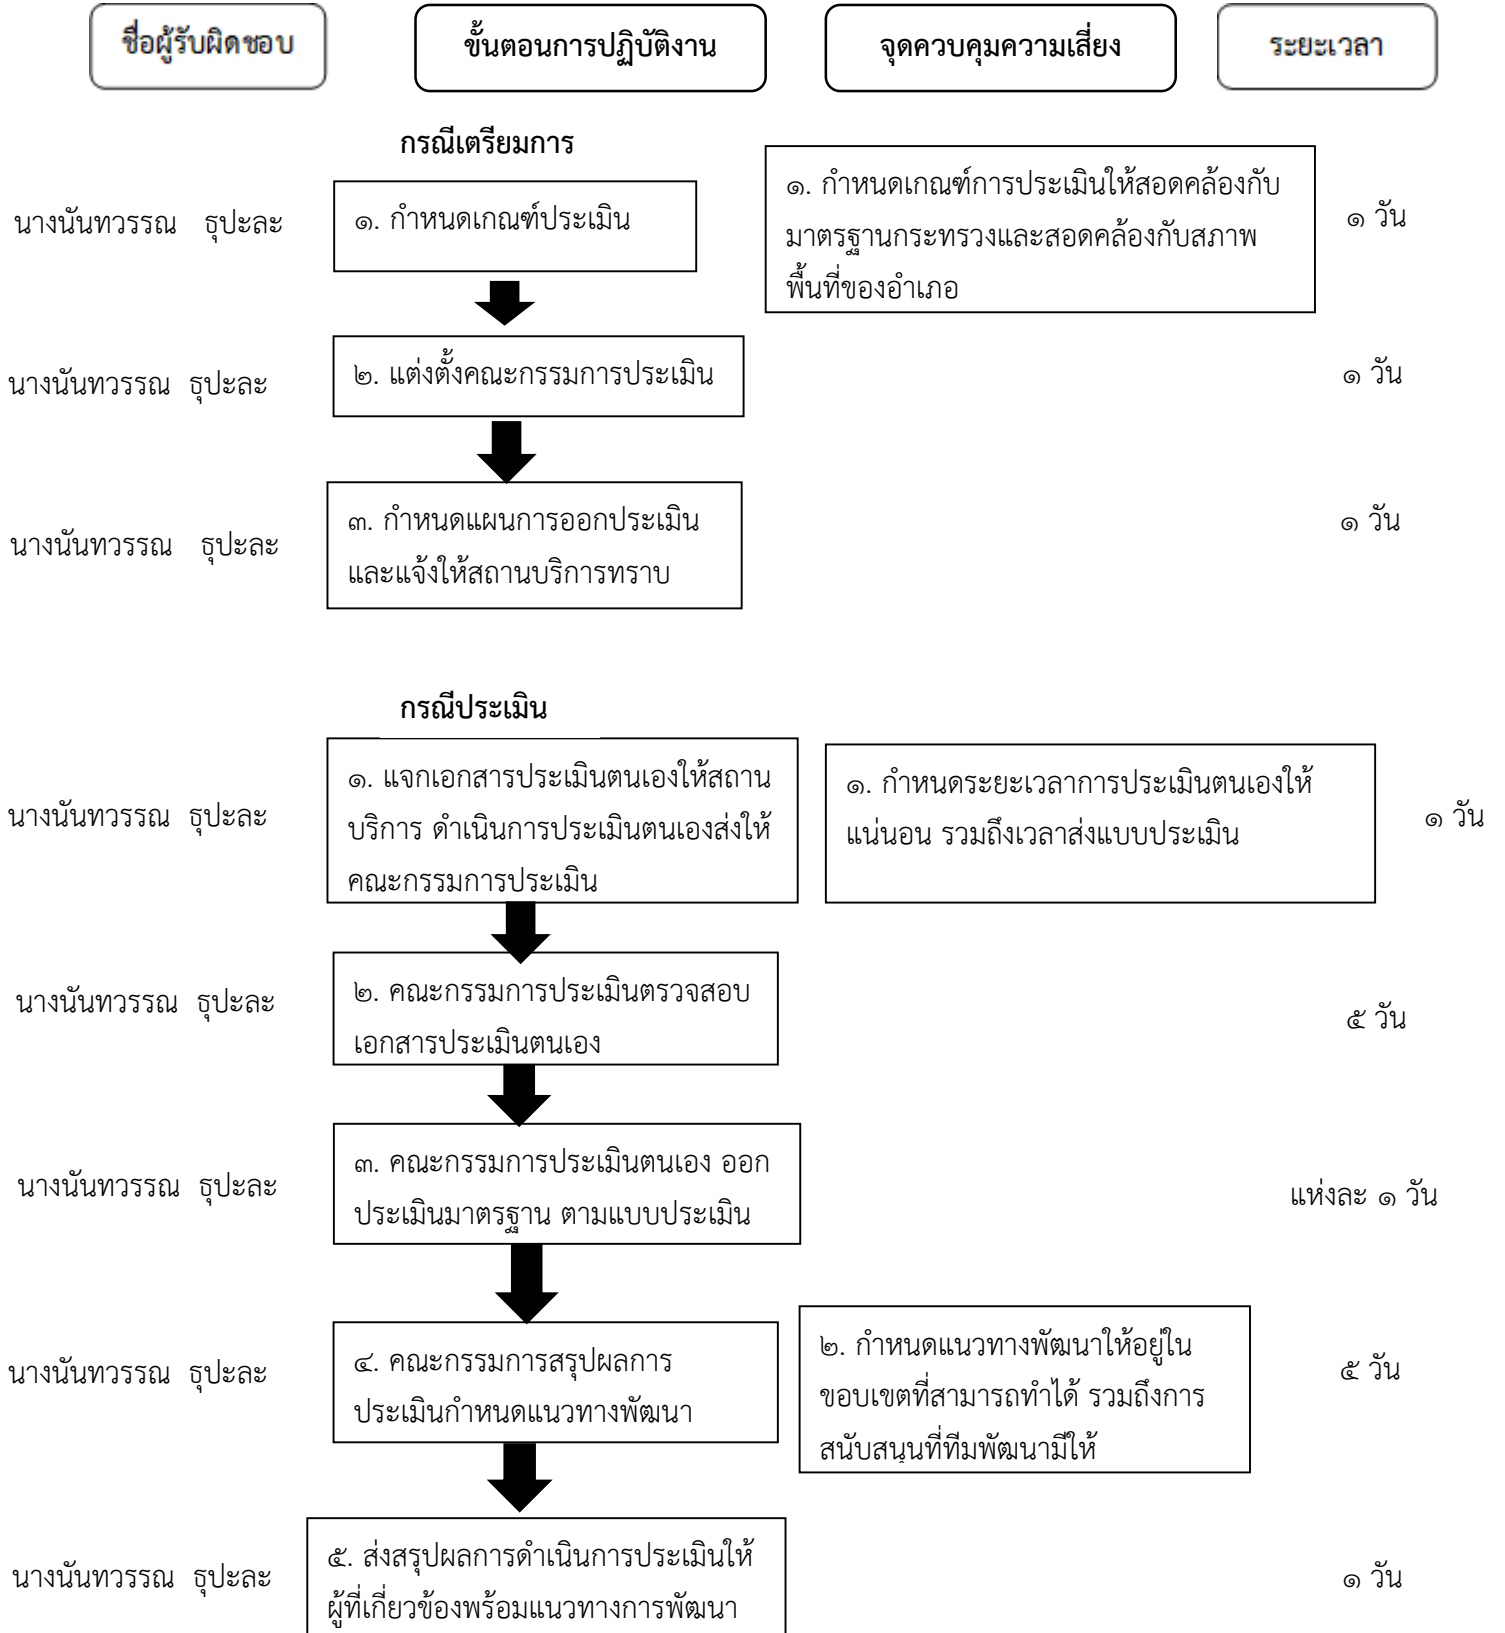 ชื่อผู้รับผิดชอบ
ขั้นตอนการปฏิบัติงาน
จุดควบคุมความเสี่ยง
ระยะเวลา
กรณีเตรียมการ
นางนันทวรรณ ธุปะละ
๑. กำหนดเกณฑ์ประเมิน
๑. กำหนดเกณฑ์การประเมินให้สอดคล้องกับ
มาตรฐานกระทรวงและสอดคล้องกับสภาพ
พื้นที่ของอำเภอ
๑ วัน
นางนันทวรรณ ธุปะละ
๒. แต่งตั้งคณะกรรมการประเมิน
๑ วัน
นางนันทวรรณ ธุปะละ
๓. กำหนดแผนการออกประเมิน
และแจ้งให้สถานบริการทราบ
๑ วัน
กรณีประเมิน
นางนันทวรรณ ธุปะละ
๑. แจกเอกสารประเมินตนเองให้สถาน
บริการ ดำเนินการประเมินตนเองส่งให้
คณะกรรมการประเมิน
๑. กำหนดระยะเวลาการประเมินตนเองให้
แน่นอน รวมถึงเวลาส่งแบบประเมิน
๑ วัน
นางนันทวรรณ ธุปะละ
๒. คณะกรรมการประเมินตรวจสอบ
เอกสารประเมินตนเอง
๕ วัน
นางนันทวรรณ ธุปะละ
๓. คณะกรรมการประเมินตนเอง ออก
ประเมินมาตรฐาน ตามแบบประเมิน
แห่งละ ๑ วัน
นางนันทวรรณ ธุปะละ
๔. คณะกรรมการสรุปผลการ
ประเมินกำหนดแนวทางพัฒนา
๒. กำหนดแนวทางพัฒนาให้อยู่ใน
ขอบเขตที่สามารถทำได้ รวมถึงการ
สนับสนุนที่ทีมพัฒนามีให้
๕ วัน
นางนันทวรรณ ธุปะละ
๕. ส่งสรุปผลการดำเนินการประเมินให้
ผู้ที่เกี่ยวข้องพร้อมแนวทางการพัฒนา
๑ วัน